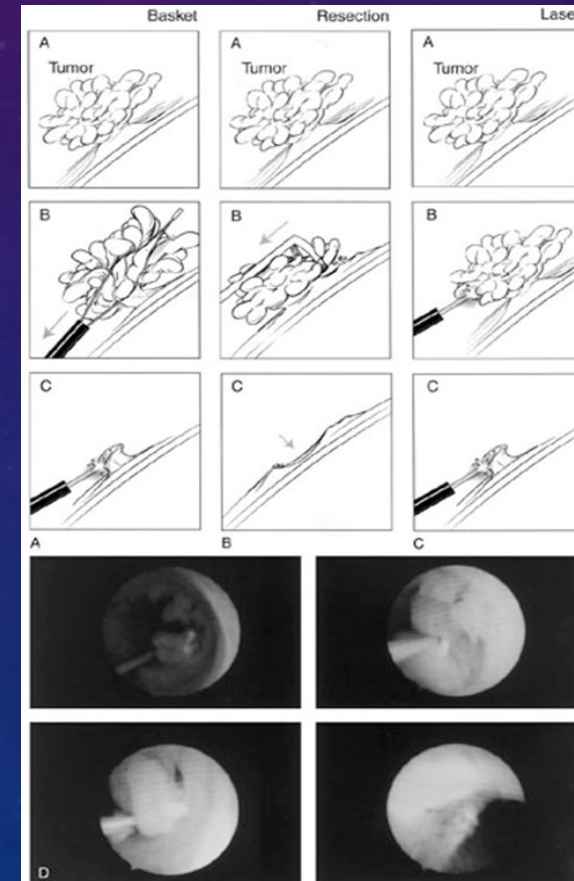 Basket Resection Lase
A A A
Tumor Tumor Tumor
B B B
C C C
A B C
D